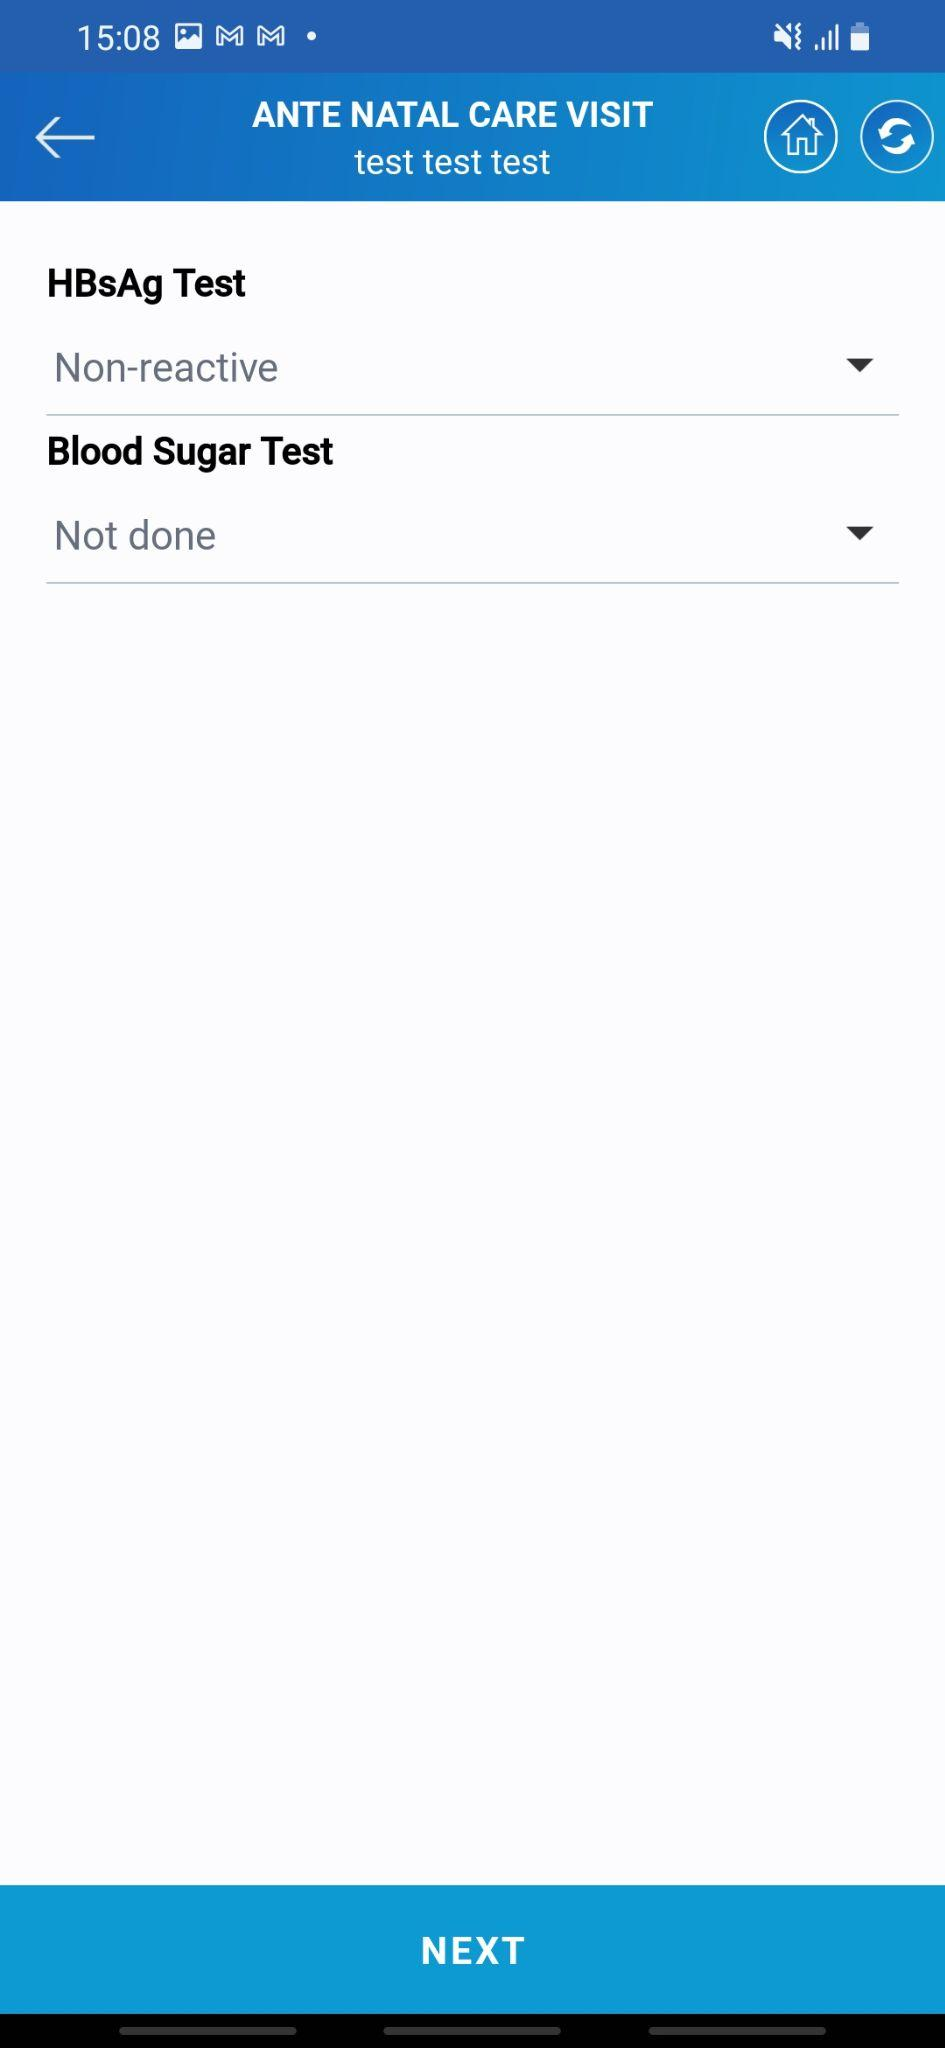 15:08
ANTE NATAL CARE VISIT
test test test
HBsAg Test
Non-reactive
Blood Sugar Test
Not done
NEXT